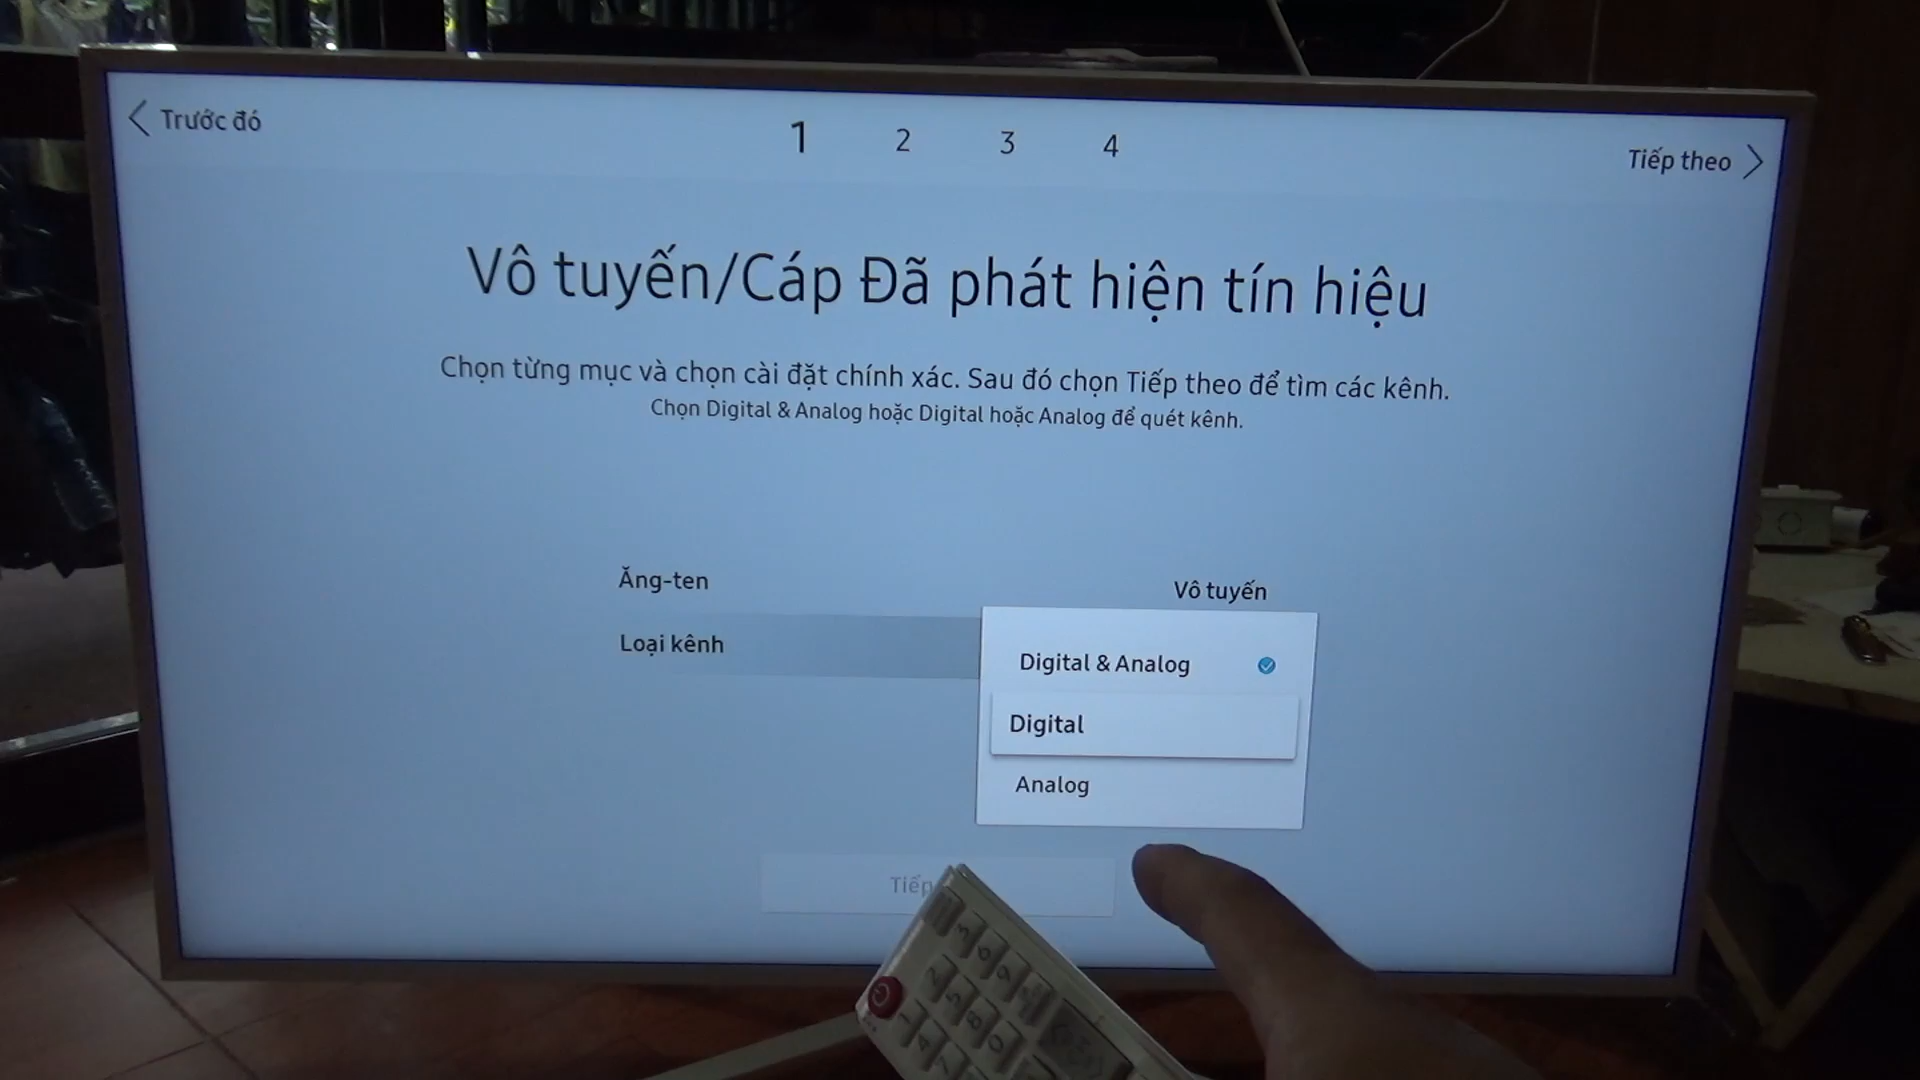 Trước đó
1 2 3 4
Tiếp theo
Vô tuyến/Cáp Đã phát hiện tín hiệu
Chọn từng mục và chọn cài đặt chính xác. Sau đó chọn Tiếp theo để tìm các kênh.
Chọn Digital & Analog hoặc Digital hoặc Analog để quét kênh.
Ăng-ten Vô tuyến
Loại kênh
Digital & Analog
Digital
Analog
Tiếp